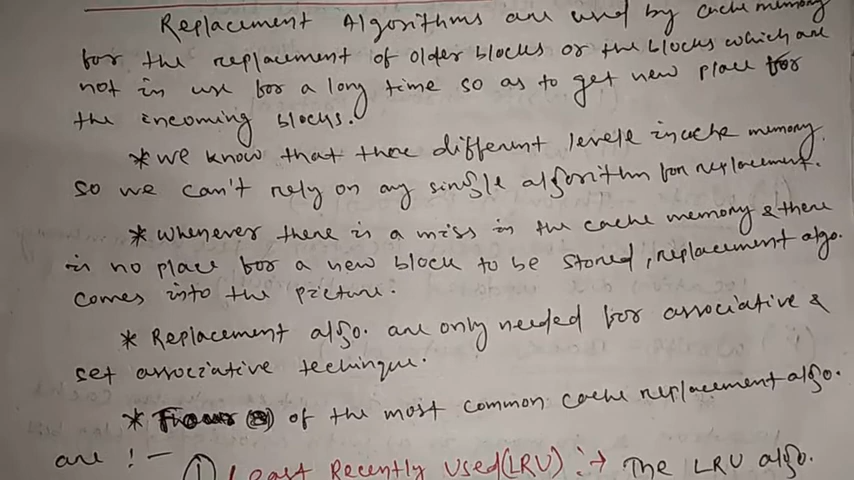 Replacement Algorithms are used by cache memory
for the replacement of older blocks or the blocks which are
not in use for a long time so as to get new place for
the incoming blocks.
* we know that there different levels in cache memory
so we can't rely on any single algorithm for replacement.
* whenever there is a miss in the cache memory & there
is no place for a new block to be stored, replacement algo.
comes into the picture.
* Replacement algo. are only needed for associative &
set associative techinque.
* of the most common cache replacement algo.
are : —
① Least Recently Used (LRU) :→ The LRU algo.